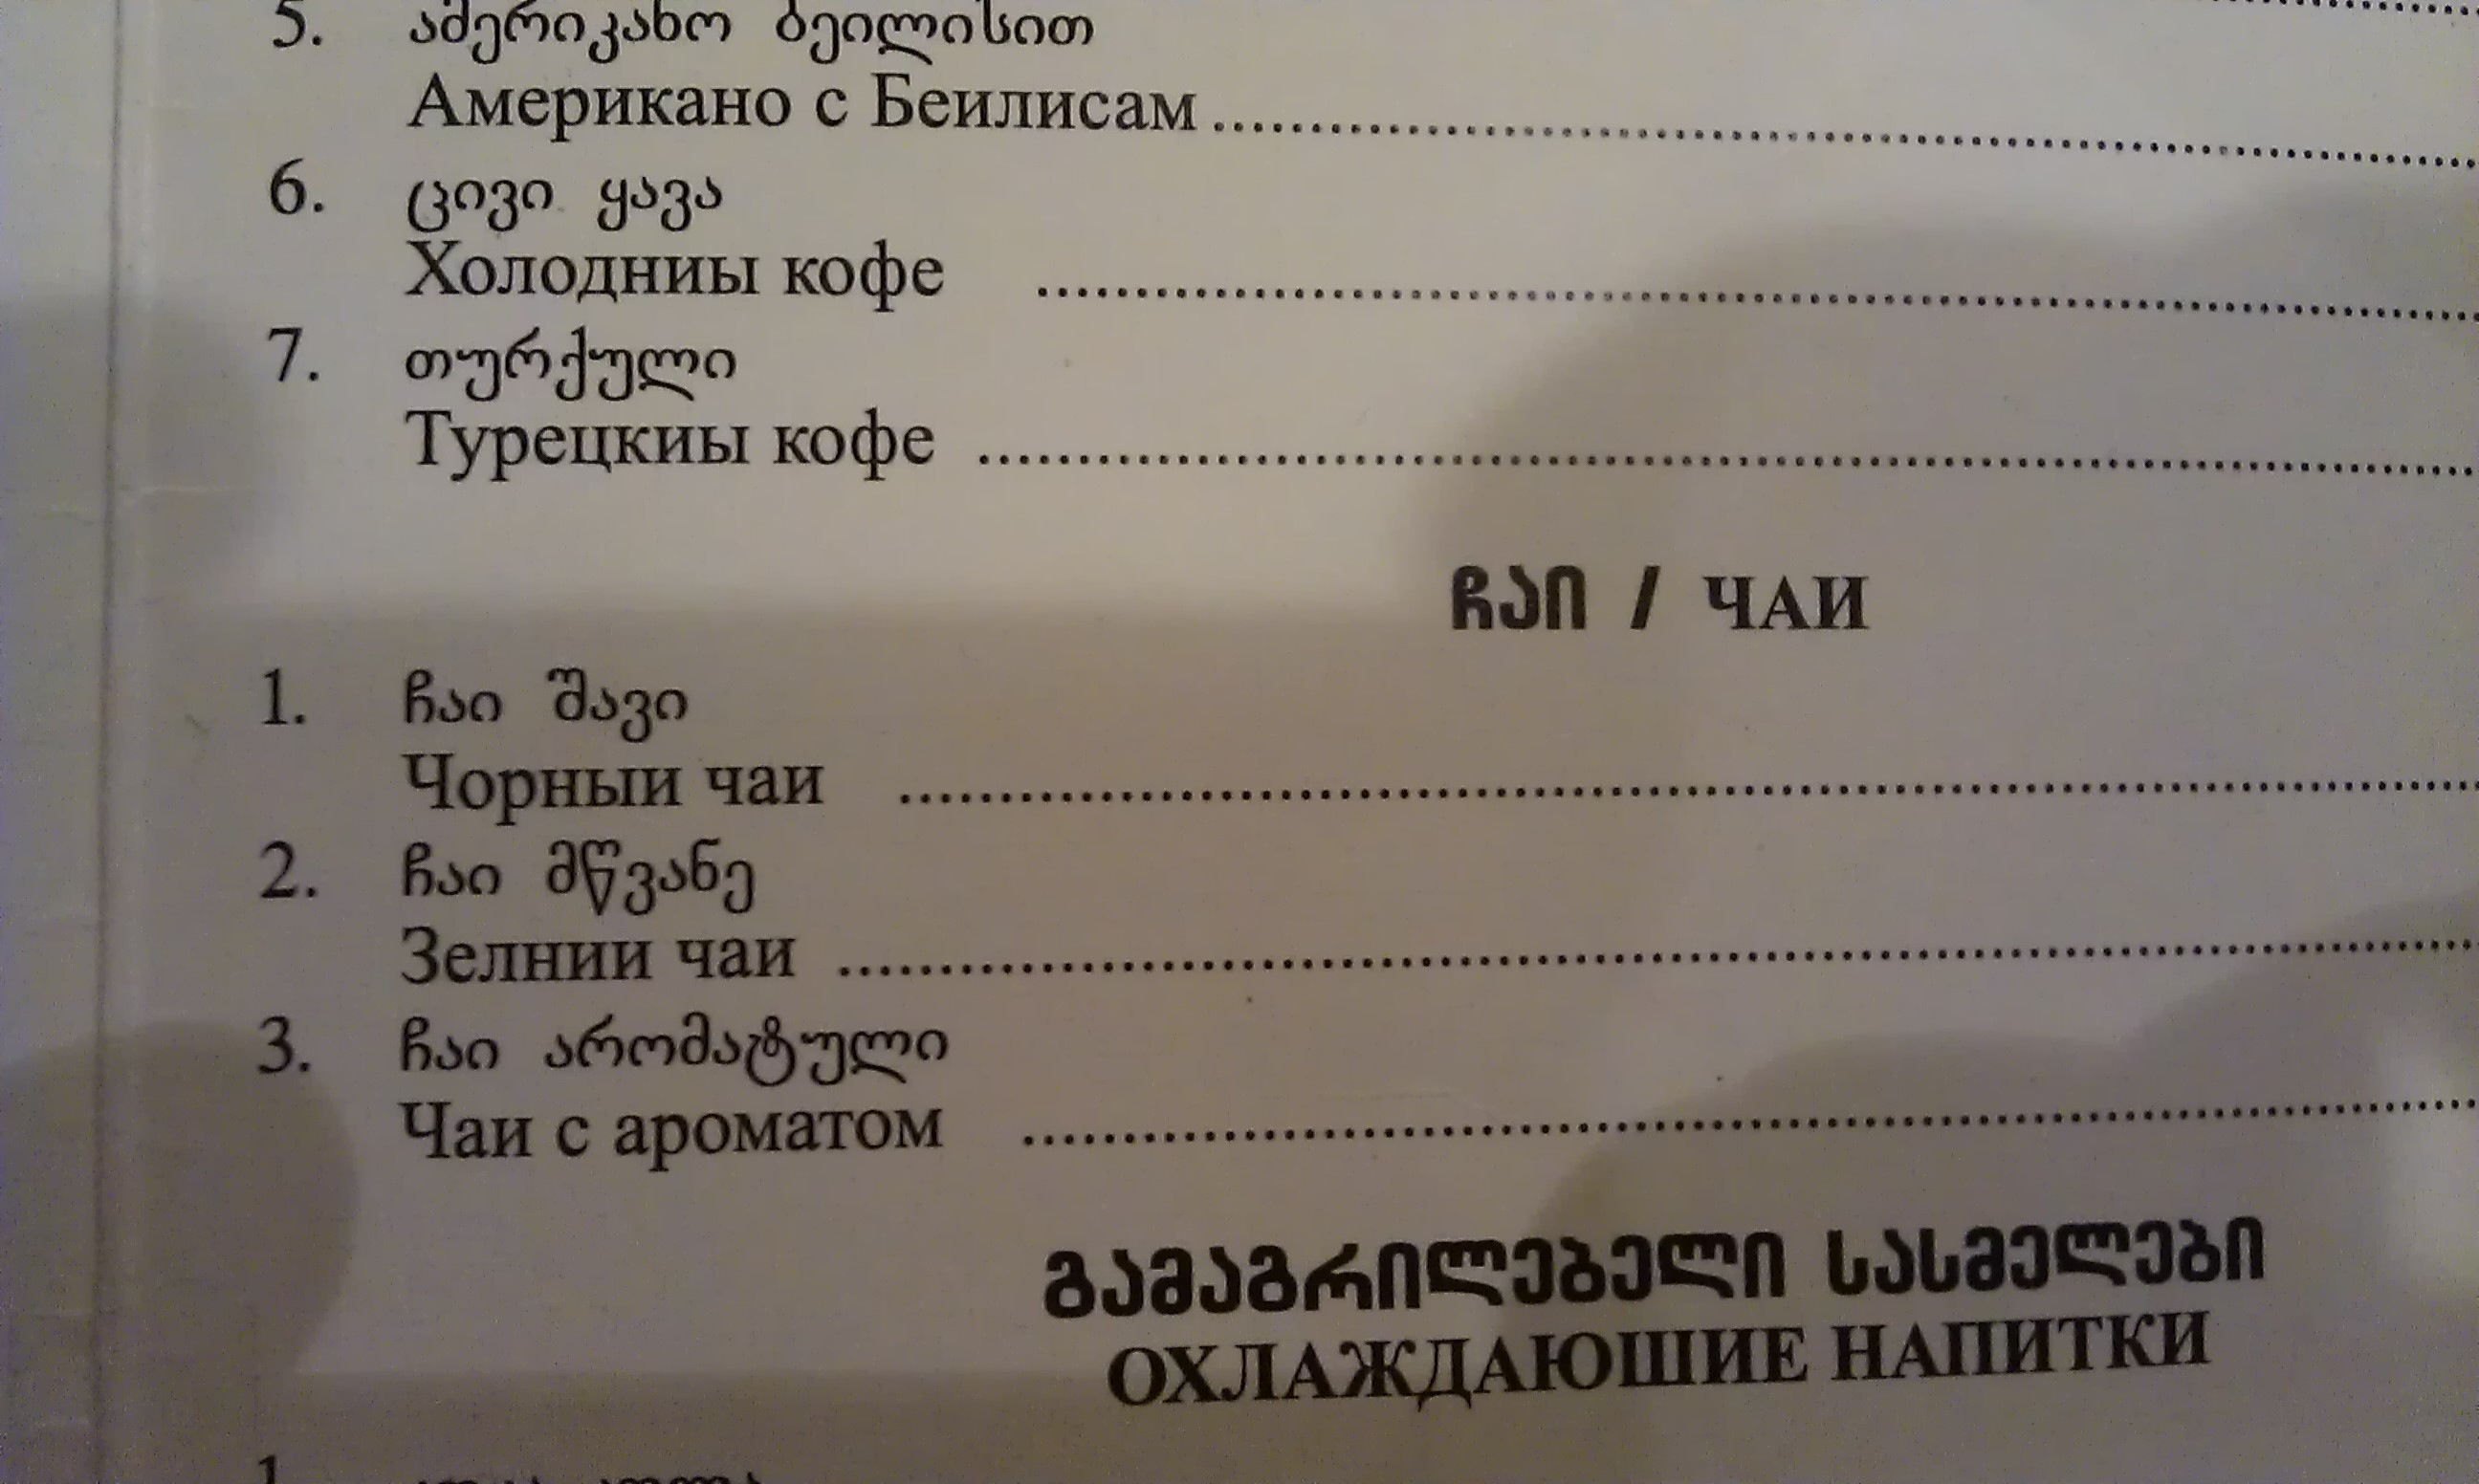 5. ამერიკანო ბეილისით
Американо с Беилисам
6. ცივი ყავა
Холодниы кофе
7. თურქული
Турецкиы кофе
ჩაი / ЧАИ
1. ჩაი შავი
Чорныи чаи
2. ჩაი მწვანე
Зелнии чаи
3. ჩაი არომატული
Чаи с ароматом
გამაგრილებელი სასმელები
ОХЛАЖДАЮШИЕ НАПИТКИ
1.